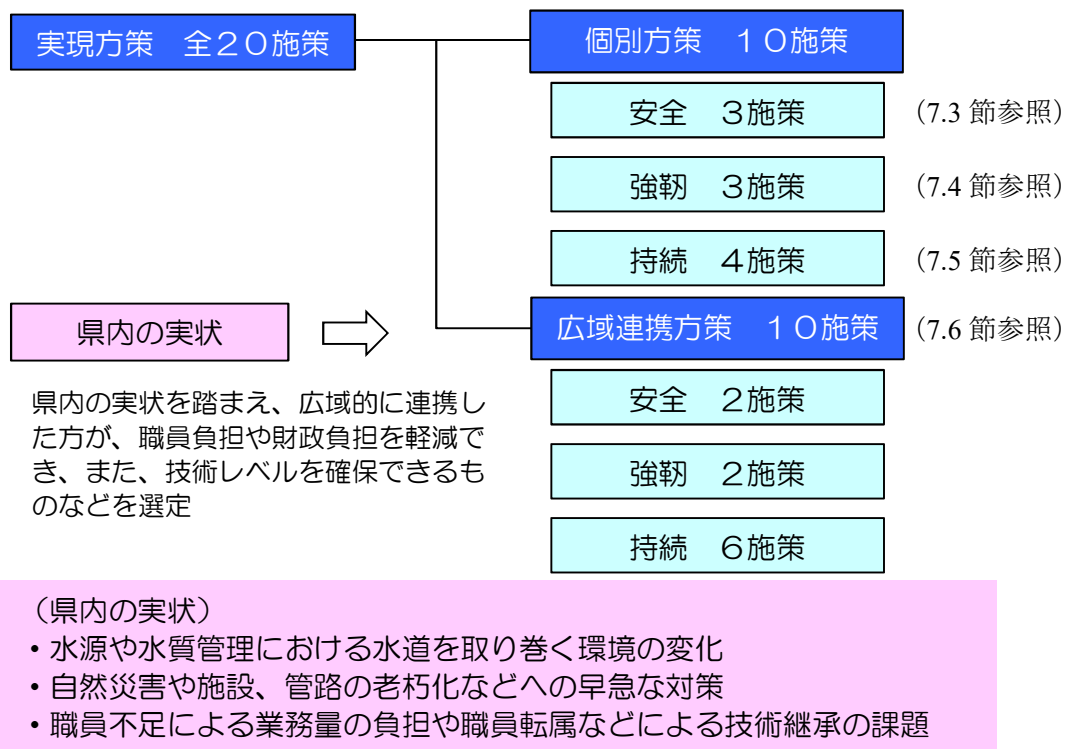 実現方策　全２０施策
個別方策　１０施策
安全　３施策
（7.3 節参照）
強靭　３施策
（7.4 節参照）
持続　４施策
（7.5 節参照）
県内の実状
広域連携方策　１０施策
（7.6 節参照）
県内の実状を踏まえ、広域的に連携し
た方が、職員負担や財政負担を軽減で
き、また、技術レベルを確保できるも
のなどを選定
安全　２施策
強靭　２施策
持続　６施策
（県内の実状）
・水源や水質管理における水道を取り巻く環境の変化
・自然災害や施設、管路の老朽化などへの早急な対策
・職員不足による業務量の負担や職員転属などによる技術継承の課題